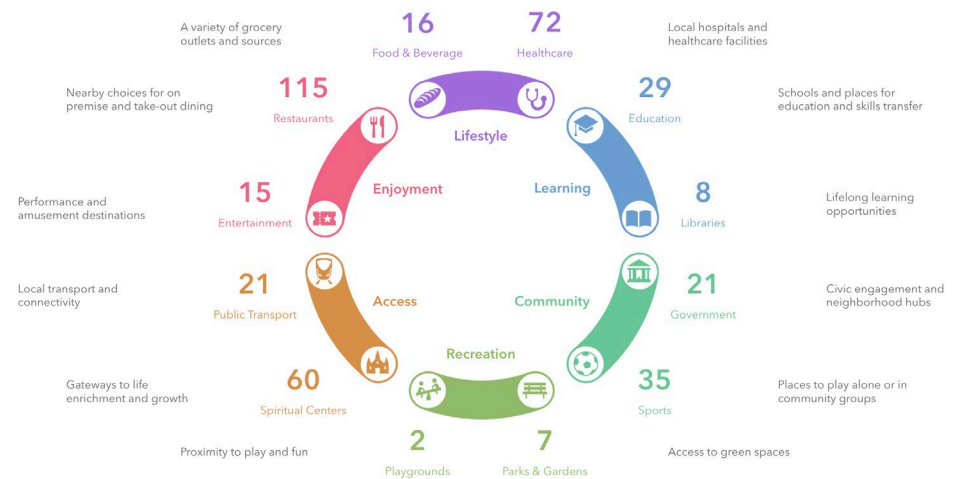 16
72
A variety of grocery
outlets and sources
Food & Beverage
Healthcare
Local hospitals and
healthcare facilities
Nearby choices for on
premise and take-out dining
115
Restaurants
Lifestyle
29
Education
Schools and places for
education and skills transfer
Enjoyment
Learning
Performance and
amusement destinations
15
Entertainment
8
Libraries
Lifelong learning
opportunities
Local transport and
connectivity
21
Public Transport
Access
Community
21
Government
Civic engagement and
neighborhood hubs
Recreation
Gateways to life
enrichment and growth
60
Spiritual Centers
35
Sports
Places to play alone or in
community groups
Proximity to play and fun
2
Playgrounds
7
Parks & Gardens
Access to green spaces